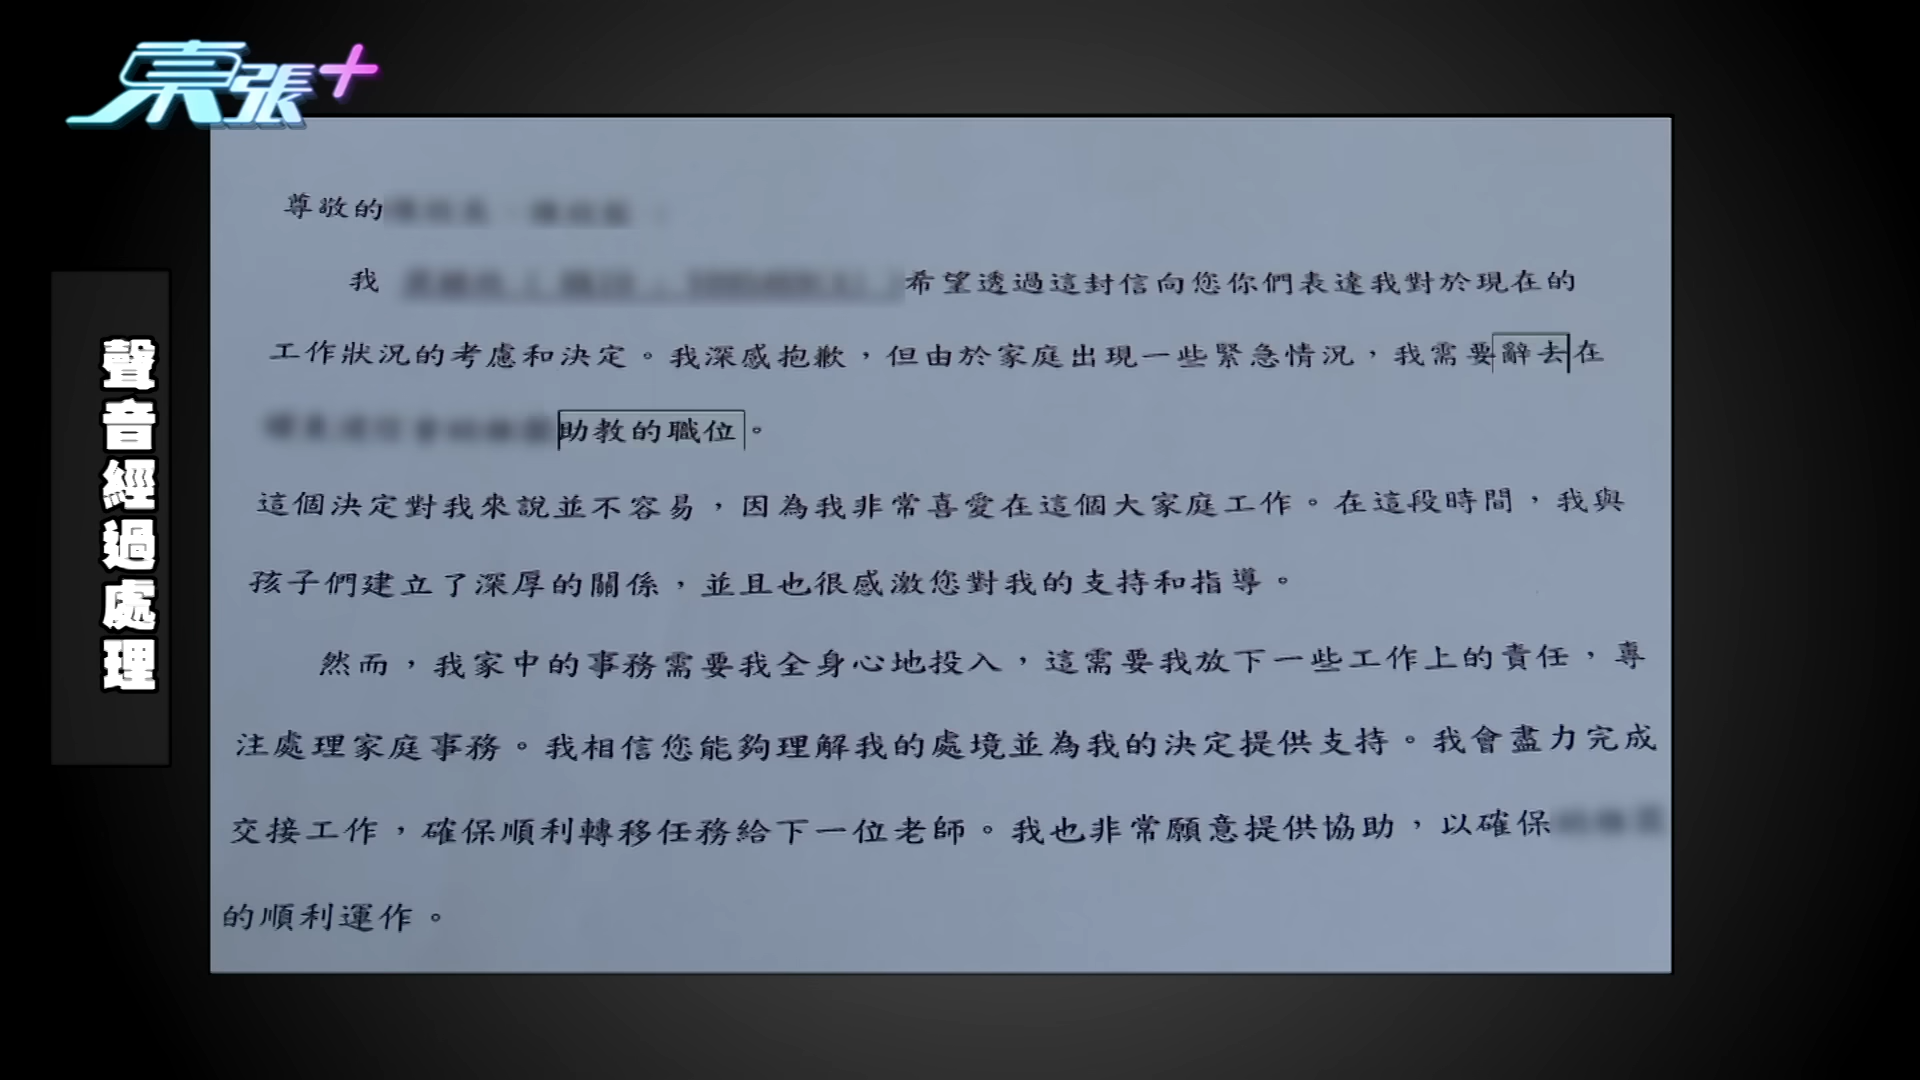 東張+
聲音經過處理
尊敬的
我 希望透過這封信向您你們表達我對於現在的
工作狀況的考慮和決定。我深感抱歉，但由於家庭出現一些緊急情況，我需要辭去在
助教的職位。
這個決定對我來說並不容易，因為我非常喜愛在這個大家庭工作。在這段時間，我與
孩子們建立了深厚的關係，並且也很感激您對我的支持和指導。
然而，我家中的事務需要我全身心地投入，這需要我放下一些工作上的責任，專
注處理家庭事務。我相信您能夠理解我的處境並為我的決定提供支持。我會盡力完成
交接工作，確保順利轉移任務給下一位老師。我也非常願意提供協助，以確保
的順利運作。